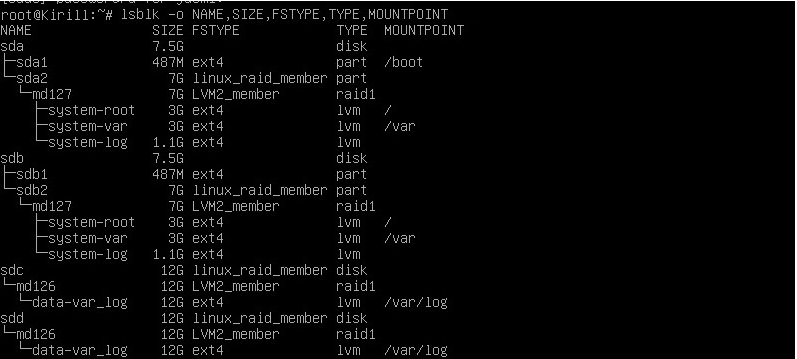 root@Kirill:~# lsblk -o NAME,SIZE,FSTYPE,TYPE,MOUNTPOINT
NAME SIZE FSTYPE TYPE MOUNTPOINT
sda 7.5G disk
├─sda1 487M ext4 part /boot
└─sda2 7G linux_raid_member part
└─md127 7G LVM2_member raid1
├─system-root 3G ext4 lvm /
├─system-var 3G ext4 lvm /var
└─system-log 1.1G ext4 lvm
sdb 7.5G disk
├─sdb1 487M ext4 part
└─sdb2 7G linux_raid_member part
└─md127 7G LVM2_member raid1
├─system-root 3G ext4 lvm /
├─system-var 3G ext4 lvm /var
└─system-log 1.1G ext4 lvm
sdc 12G linux_raid_member disk
└─md126 12G LVM2_member raid1
└─data-var_log 12G ext4 lvm /var/log
sdd 12G linux_raid_member disk
└─md126 12G LVM2_member raid1
└─data-var_log 12G ext4 lvm /var/log